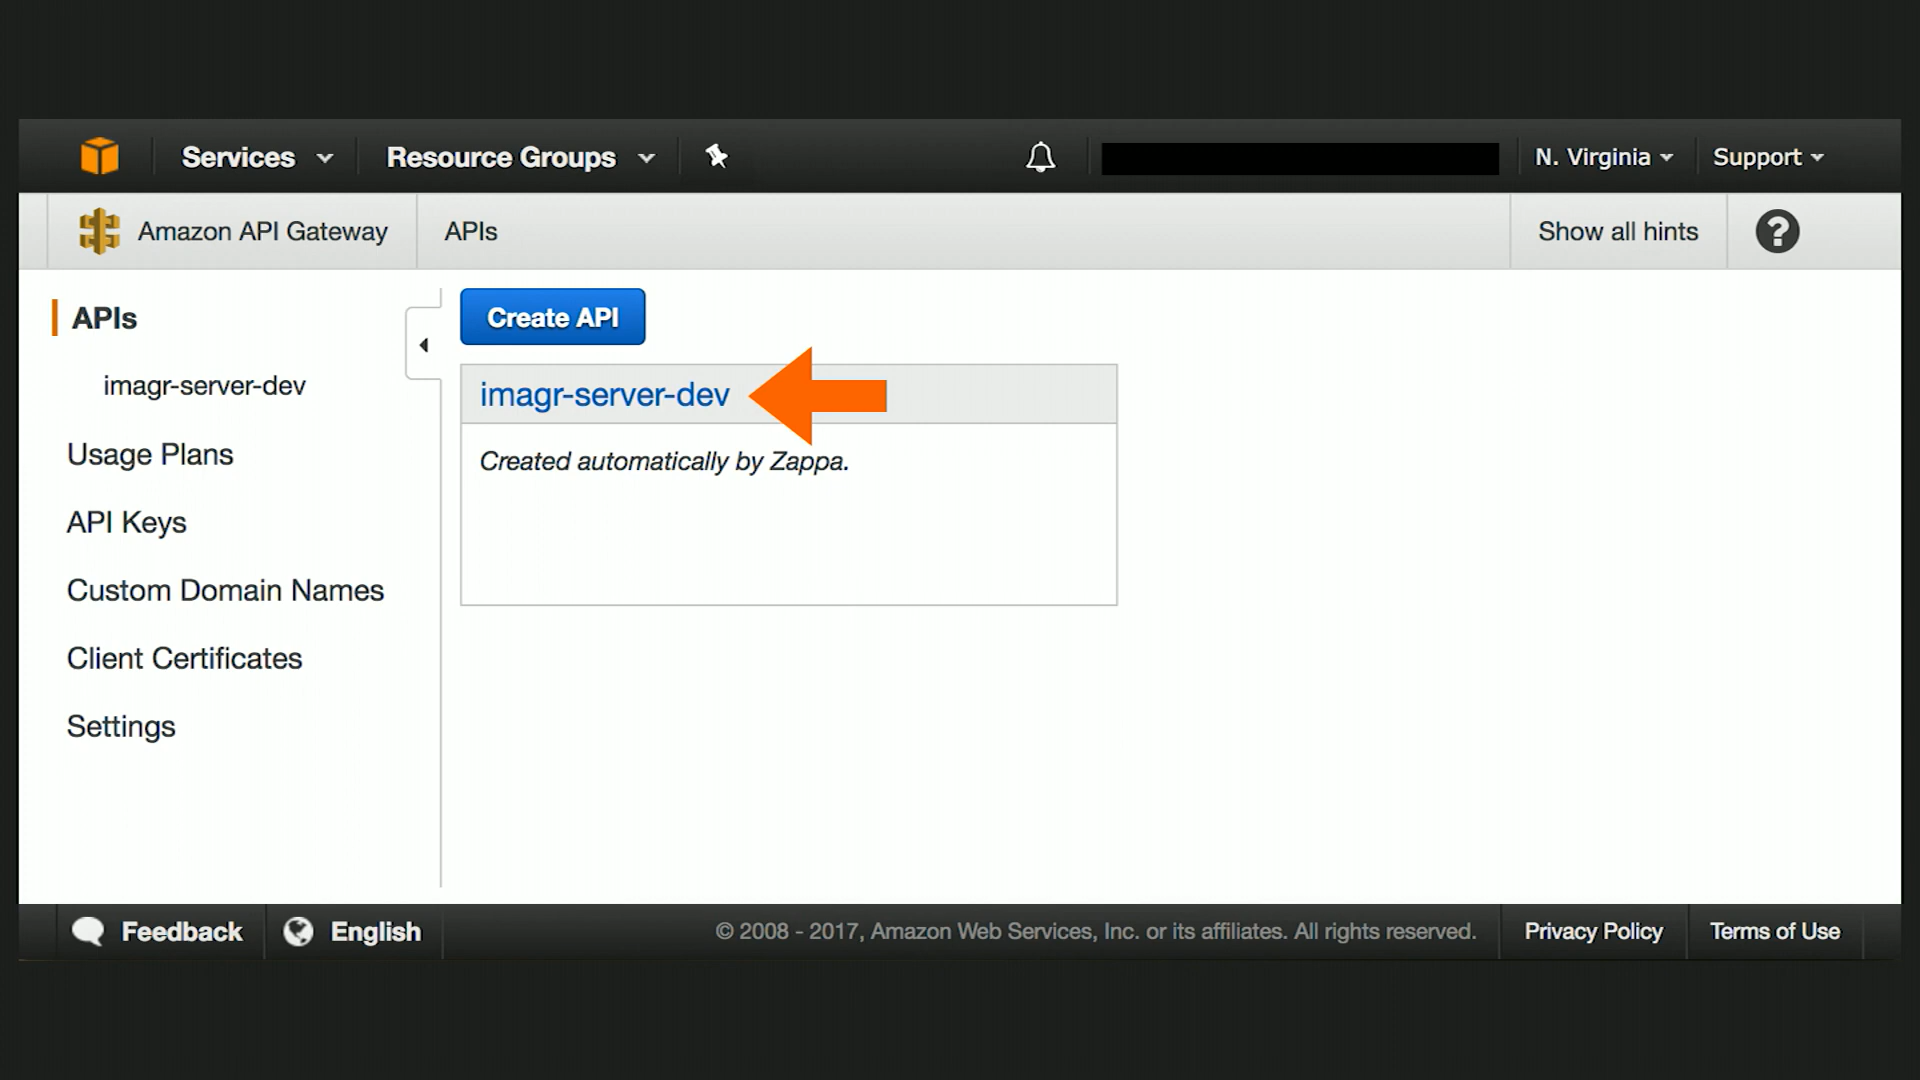 Services
Resource Groups
N. Virginia
Support
Amazon API Gateway
APIs
Show all hints
?
APIs
imagr-server-dev
Usage Plans
API Keys
Custom Domain Names
Client Certificates
Settings
Create API
imagr-server-dev
Created automatically by Zappa.
Feedback
English
© 2008 - 2017, Amazon Web Services, Inc. or its affiliates. All rights reserved.
Privacy Policy
Terms of Use